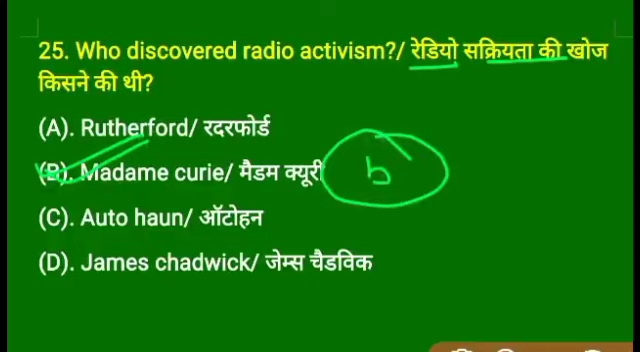 25. Who discovered radio activism?/ रेडियो सक्रियता की खोज
किसने की थी?
(A). Rutherford/ रदरफोर्ड
(B). Madame curie/ मैडम क्यूरी
b
(C). Auto haun/ ऑटोहन
(D). James chadwick/ जेम्स चैडविक